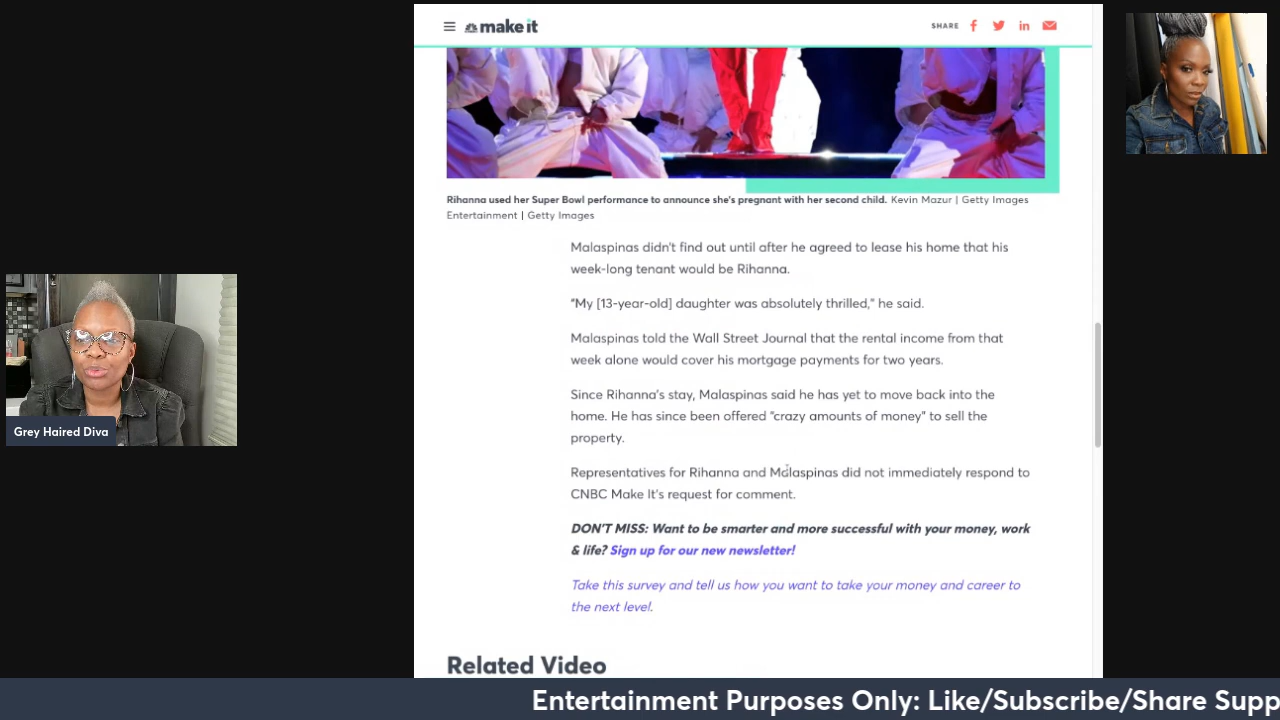 make it
SHARE
Rihanna used her Super Bowl performance to announce she's pregnant with her second child. Kevin Mazur | Getty Images
Entertainment | Getty Images
Malaspinas didn't find out until after he agreed to lease his home that his
week-long tenant would be Rihanna.
"My [13-year-old] daughter was absolutely thrilled," he said.
Malaspinas told the Wall Street Journal that the rental income from that
week alone would cover his mortgage payments for two years.
Since Rihanna's stay, Malaspinas said he has yet to move back into the
home. He has since been offered "crazy amounts of money" to sell the
property.
Representatives for Rihanna and Malaspinas did not immediately respond to
CNBC Make It's request for comment.
DON'T MISS: Want to be smarter and more successful with your money, work
& life? Sign up for our new newsletter!
Take this survey and tell us how you want to take your money and career to
the next level.
Related Video
Grey Haired Diva
Entertainment Purposes Only: Like/Subscribe/Share Supp